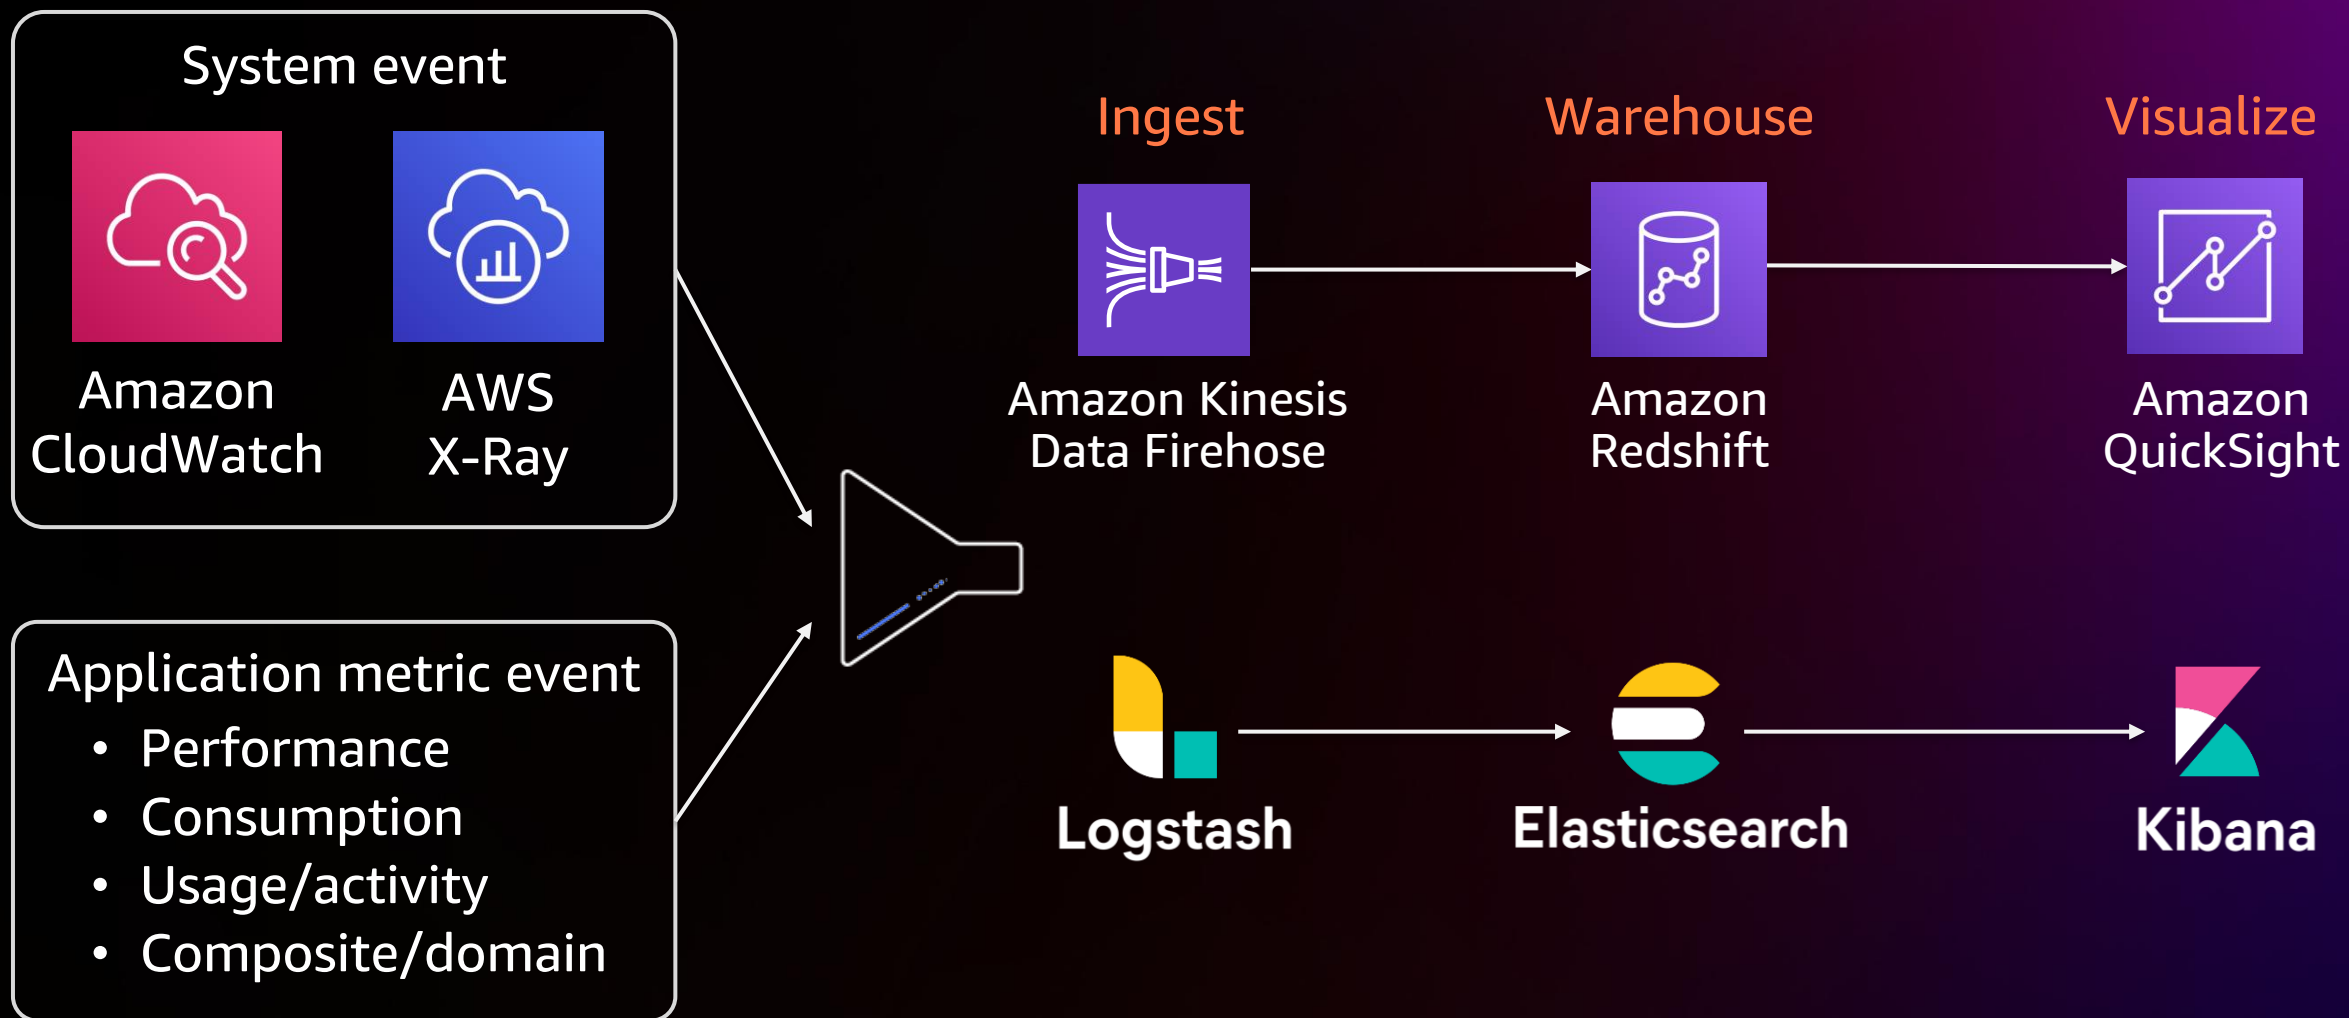 System event
Amazon
CloudWatch
AWS
X-Ray
Application metric event
• Performance
• Consumption
• Usage/activity
• Composite/domain
Ingest
Warehouse
Visualize
Amazon Kinesis
Data Firehose
Amazon
Redshift
Amazon
QuickSight
Logstash
Elasticsearch
Kibana